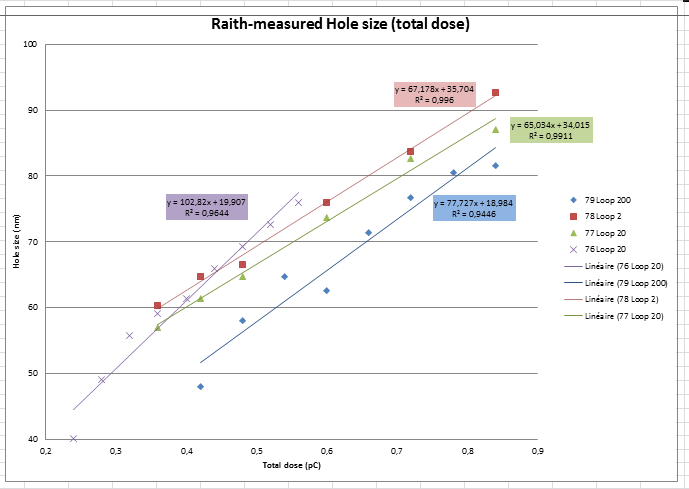 Raith-measured Hole size (total dose)
100
90
80
70
60
50
40
Hole size (nm)
0,2
0,3
0,4
0,5
0,6
0,7
0,8
0,9
Total dose (pC)
y = 67,178x + 35,704
R² = 0,996
y = 65,034x + 34,015
R² = 0,9911
y = 102,82x + 19,907
R² = 0,9644
y = 77,727x + 18,984
R² = 0,9446
79 Loop 200
78 Loop 2
77 Loop 20
76 Loop 20
Linéaire (76 Loop 20)
Linéaire (79 Loop 200)
Linéaire (78 Loop 2)
Linéaire (77 Loop 20)